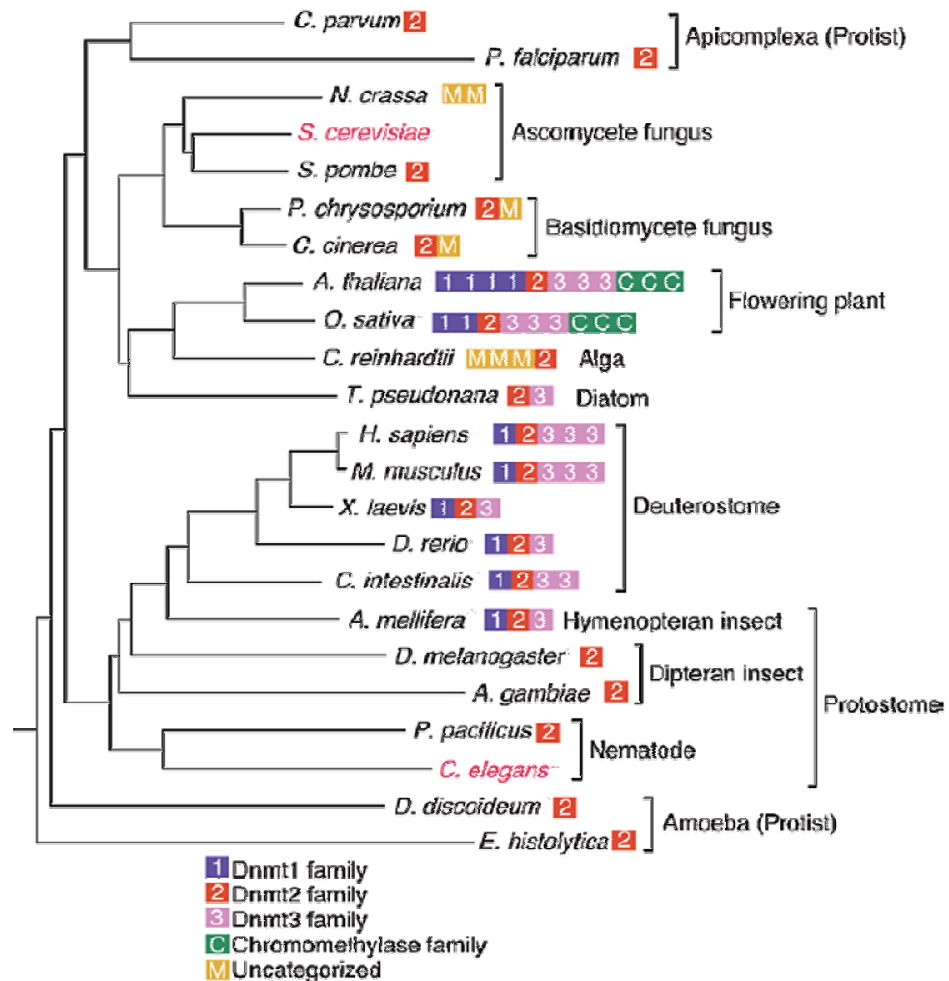 C. parvum 2
Apicomplexa (Protist)
P. falciparum 2
N. crassa M M
S. cerevisiae
Ascomycete fungus
S. pombe 2
P. chrysosporium 2 M
Basidiomycete fungus
C. cinerea 2 M
A. thaliana 1 1 1 1 2 3 3 3 C C C
Flowering plant
O. sativa 1 1 2 3 3 3 C C C
C. reinhardtii M M M 2 Alga
T. pseudonana 2 3 Diatom
H. sapiens 1 2 3 3 3
M. musculus 1 2 3 3 3
X. laevis 1 2 3
Deuterostome
D. rerio 1 2 3
C. intestinalis 1 2 3 3
A. mellifera 1 2 3 Hymenopteran insect
D. melanogaster 2
Dipteran insect
A. gambiae 2
Protostome
P. pacificus 2
Nematode
C. elegans
D. discoideum 2
Amoeba (Protist)
E. histolytica 2
1 Dnmt1 family
2 Dnmt2 family
3 Dnmt3 family
C Chromomethylase family
M Uncategorized